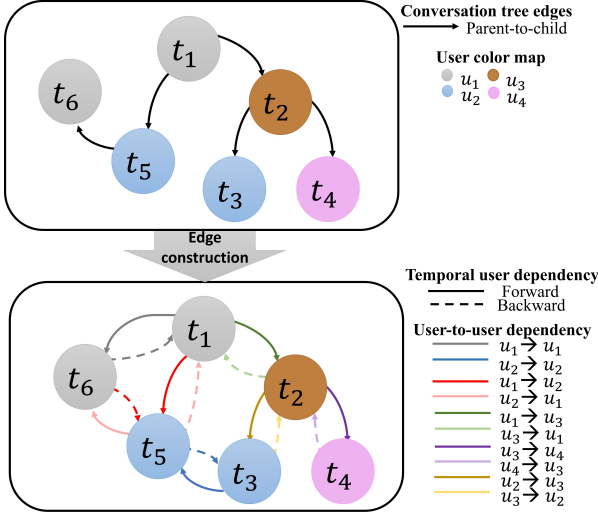 Conversation tree edges
Parent-to-child
User color map
u1 u3
u2 u4
t1
t6
t2
t5
t3
t4
Edge
construction
Temporal user dependency
Forward
Backward
User-to-user dependency
u1→ u1
u2→ u2
u1→ u2
u2→ u1
u1→ u3
u3→ u1
u3→ u4
u4→ u3
u2→ u3
u3→ u2
t1
t6
t2
t5
t3
t4